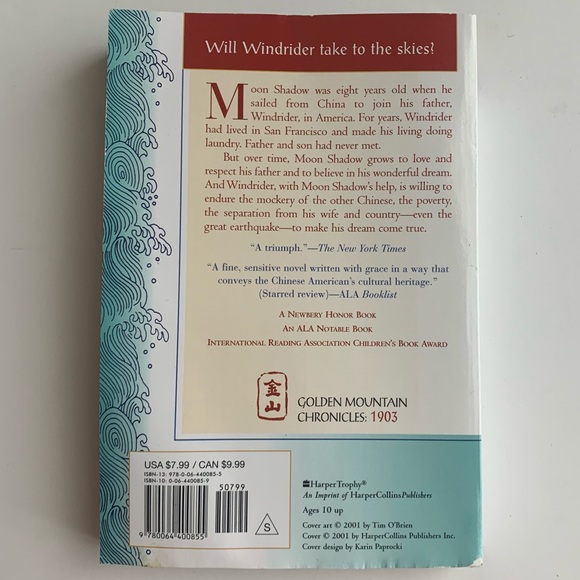 Will Windrider take to the skies?
Moon Shadow was eight years old when he
sailed from China to join his father,
Windrider, in America. For years, Windrider
had lived in San Francisco and made his living doing
laundry. Father and son had never met.
But over time, Moon Shadow grows to love and
respect his father and to believe in his wonderful dream.
And Windrider, with Moon Shadow's help, is willing to
endure the mockery of the other Chinese, the poverty,
the separation from his wife and country—even the
great earthquake—to make his dream come true.
"A triumph."—The New York Times
"A fine, sensitive novel written with grace in a way that
conveys the Chinese American's cultural heritage."
(Starred review)—ALA Booklist
A Newbery Honor Book
An ALA Notable Book
International Reading Association Children's Book Award
金
山
GOLDEN MOUNTAIN
CHRONICLES: 1903
USA $7.99 / CAN $9.99
ISBN-13: 978-0-06-440085-5
ISBN-10: 0-06-440085-9
50799
9 780064 400855
S
HarperTrophy®
An Imprint of HarperCollinsPublishers
Ages 10 up
Cover art © 2001 by Tim O'Brien
Cover © 2001 by HarperCollins Publishers Inc.
Cover design by Karin Paprocki